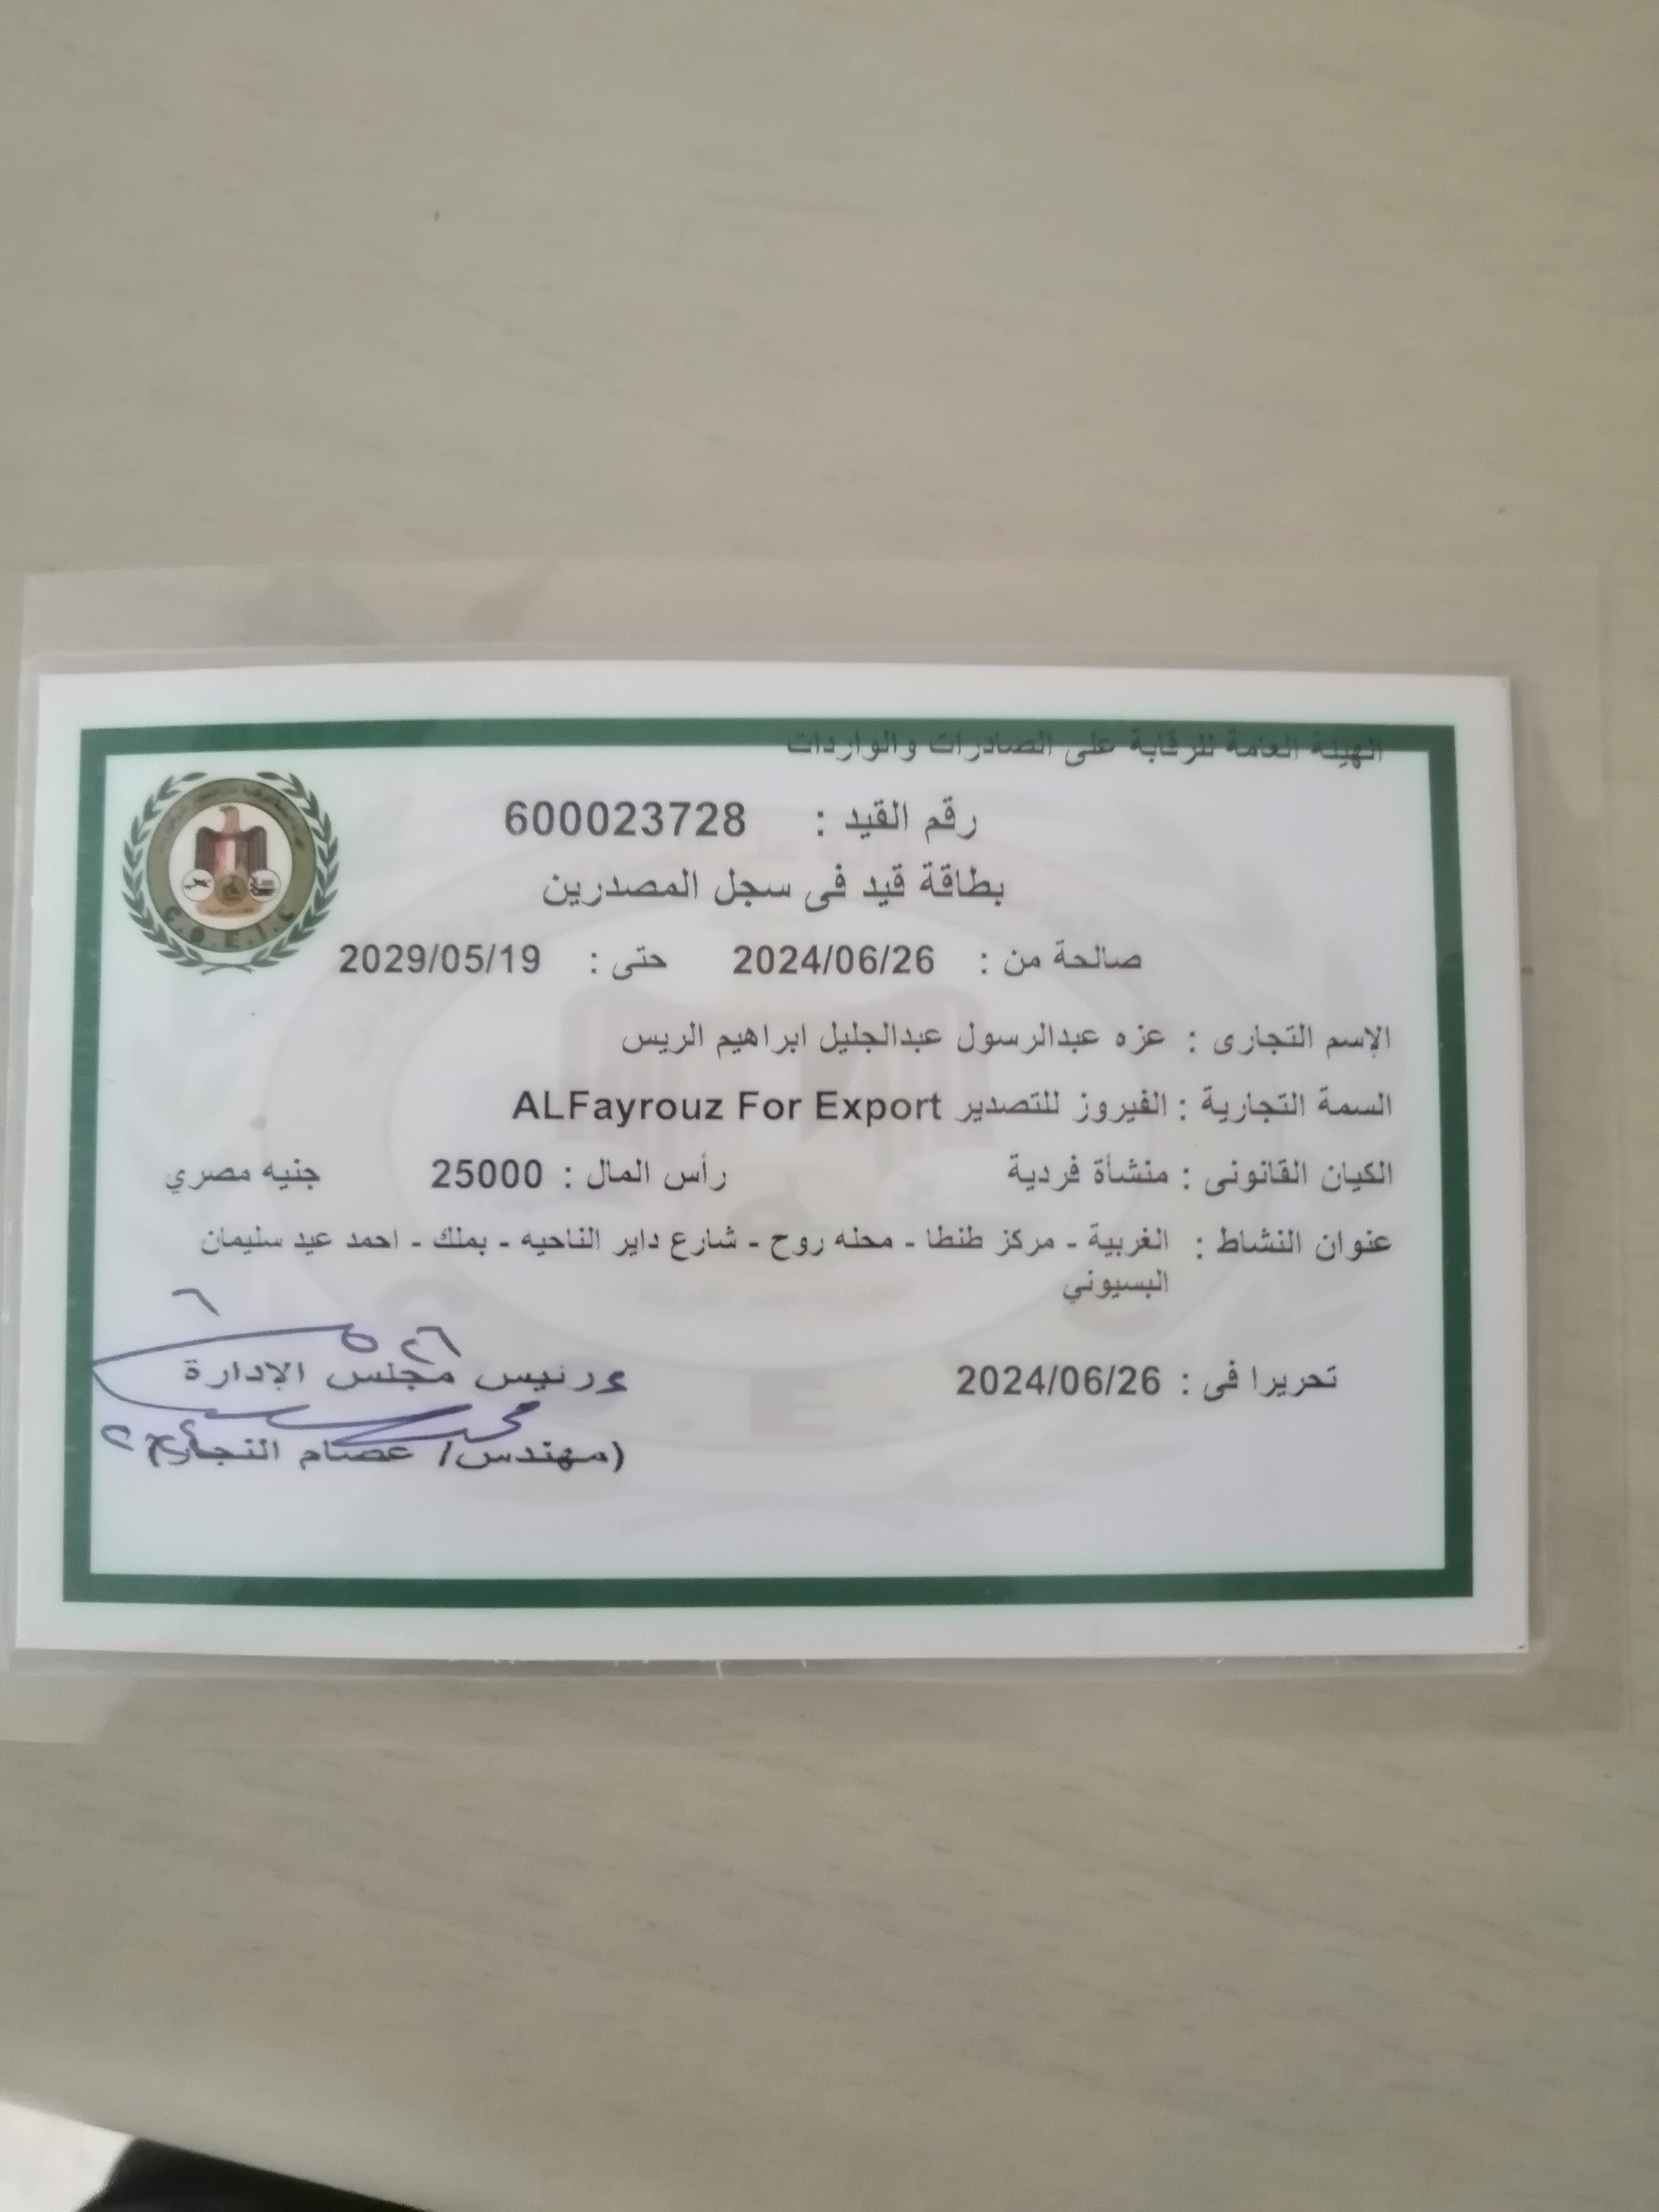 الهيئة العامة للرقابة على الصادرات والواردات
رقم القيد : 600023728
بطاقة قيد فى سجل المصدرين
صالحة من : 2024/06/26 حتى : 2029/05/19
الإسم التجارى : عزه عبدالرسول عبدالجليل ابراهيم الريس
السمة التجارية : الفيروز للتصدير ALFayrouz For Export
الكيان القانونى : منشأة فردية رأس المال : 25000 جنيه مصري
عنوان النشاط : الغربية - مركز طنطا - محله روح - شارع داير الناحيه - بملك - احمد عيد سليمان
البسيوني
تحريرا فى : 2024/06/26
رئيس مجلس الإدارة
(مهندس/ عصام النجار)
G.O.E.I.C